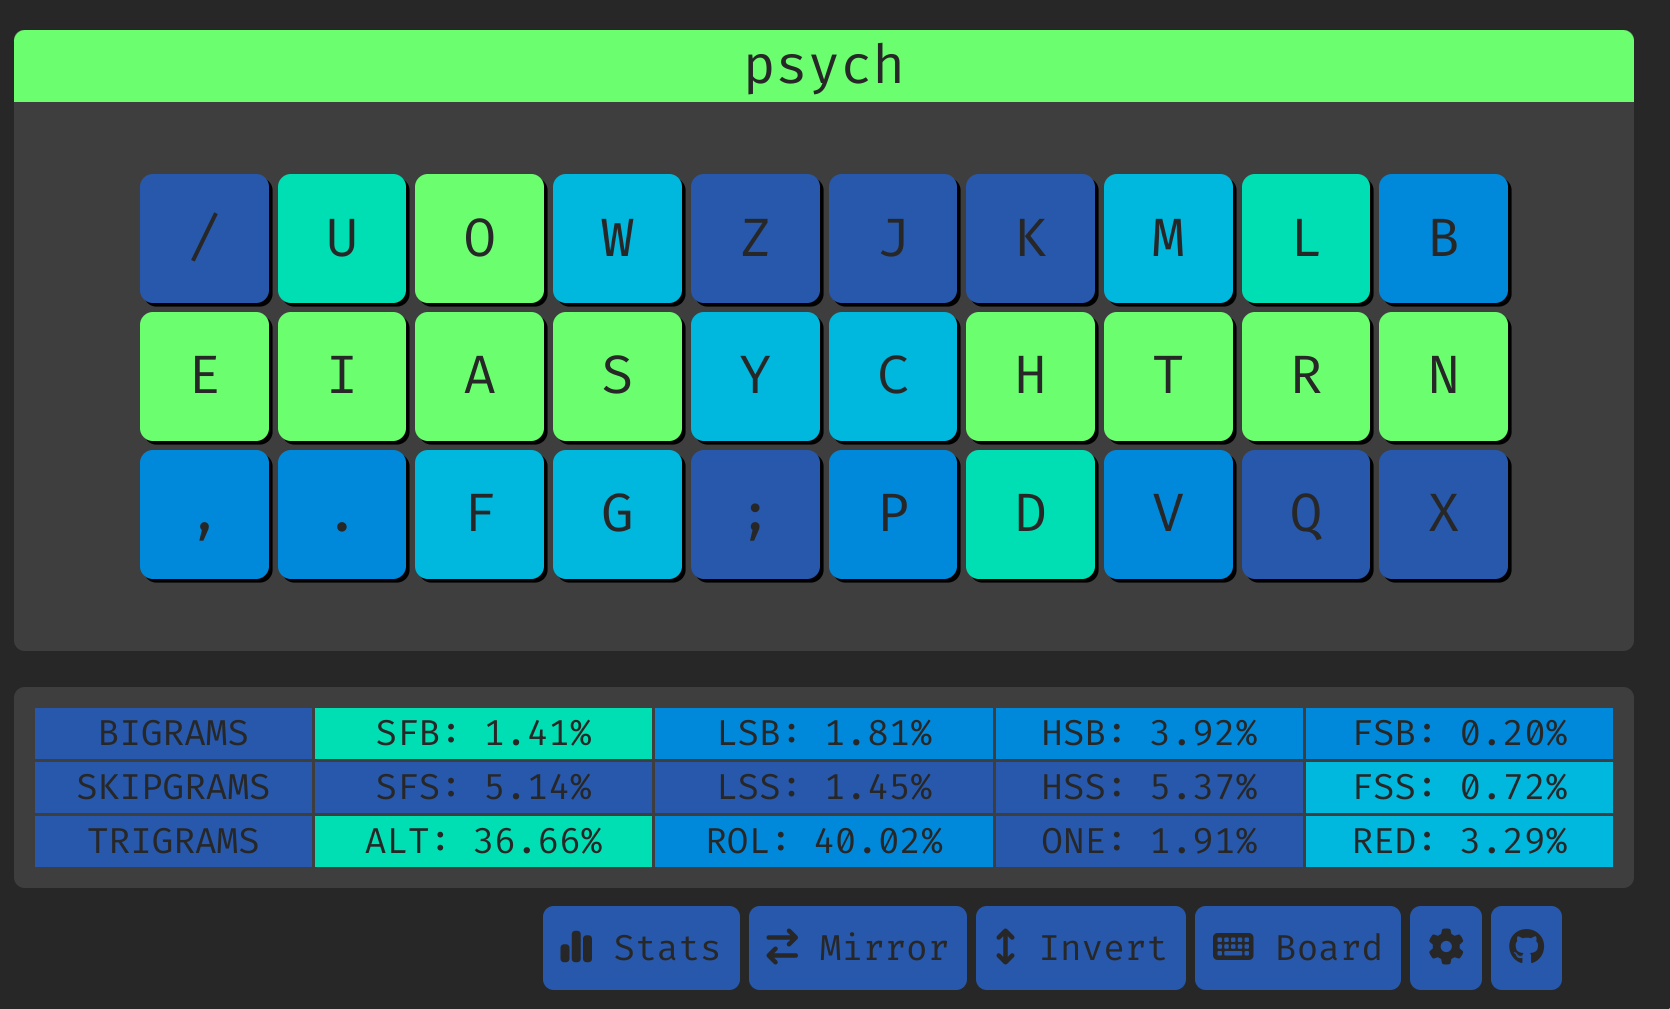 psych
/ U O W Z J K M L B
E I A S Y C H T R N
, . F G ; P D V Q X
BIGRAMS SFB: 1.41% LSB: 1.81% HSB: 3.92% FSB: 0.20%
SKIPGRAMS SFS: 5.14% LSS: 1.45% HSS: 5.37% FSS: 0.72%
TRIGRAMS ALT: 36.66% ROL: 40.02% ONE: 1.91% RED: 3.29%
Stats Mirror Invert Board